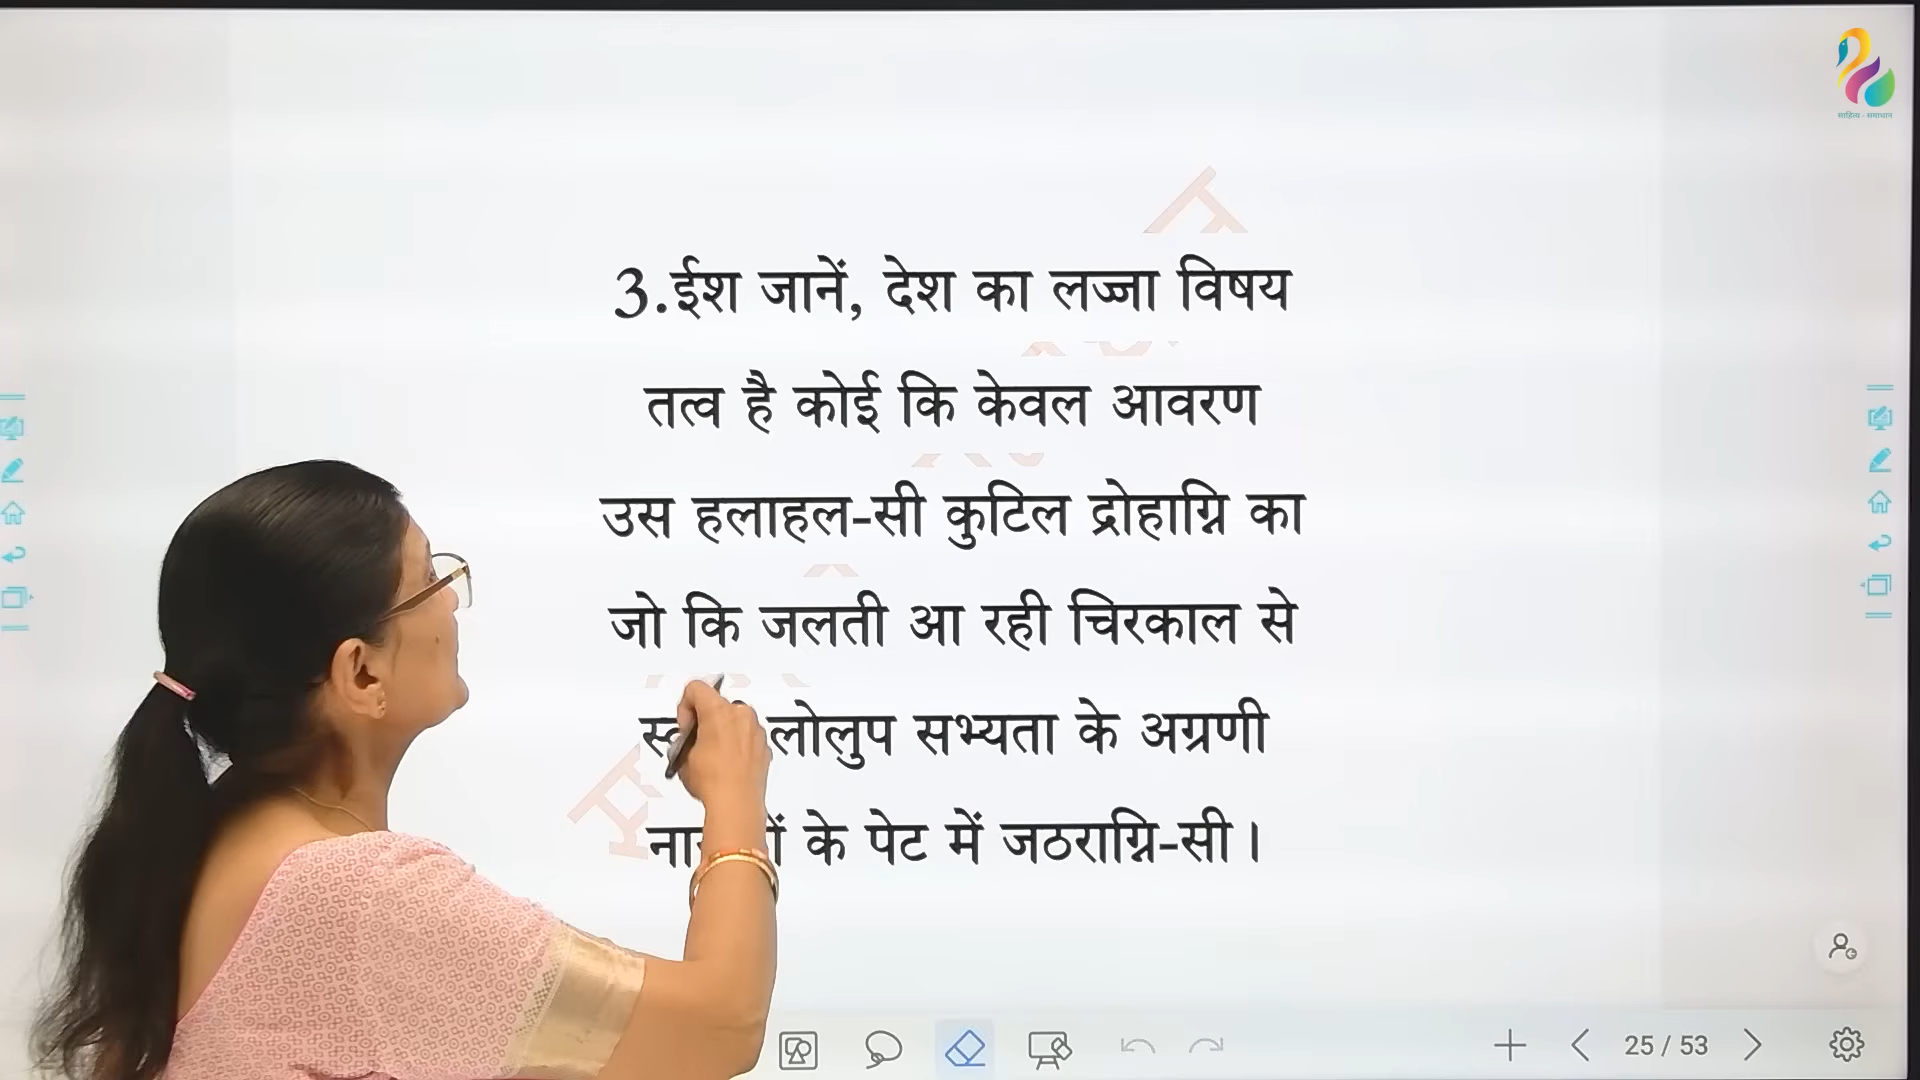 साहित्य - समाधान
3.ईश जानें, देश का लज्जा विषय
तत्व है कोई कि केवल आवरण
उस हलाहल-सी कुटिल द्रोहाग्नि का
जो कि जलती आ रही चिरकाल से
लोलुप सभ्यता के अग्रणी
के पेट में जठराग्नि-सी।
25 / 53